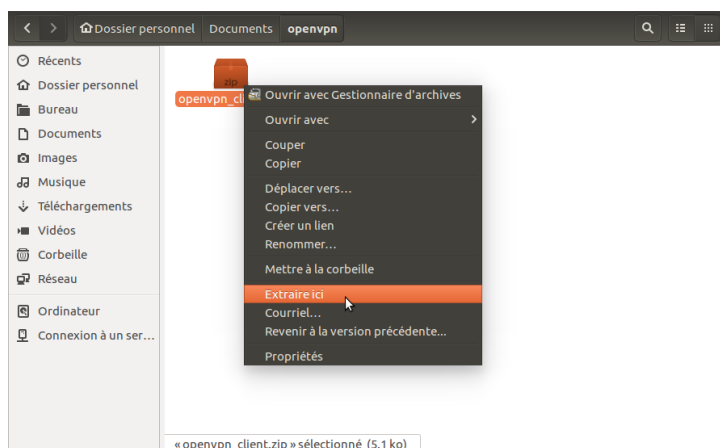 Dossier personnel Documents openvpn
Récents
Dossier personnel
Bureau
Documents
Images
Musique
Téléchargements
Vidéos
Corbeille
Réseau
Ordinateur
Connexion à un ser...
zip
openvpn_cli
Ouvrir avec Gestionnaire d'archives
Ouvrir avec
Couper
Copier
Déplacer vers...
Copier vers...
Créer un lien
Renommer...
Mettre à la corbeille
Extraire ici
Courriel...
Revenir à la version précédente...
Propriétés
« openvpn_client.zip » sélectionné (5,1 ko)